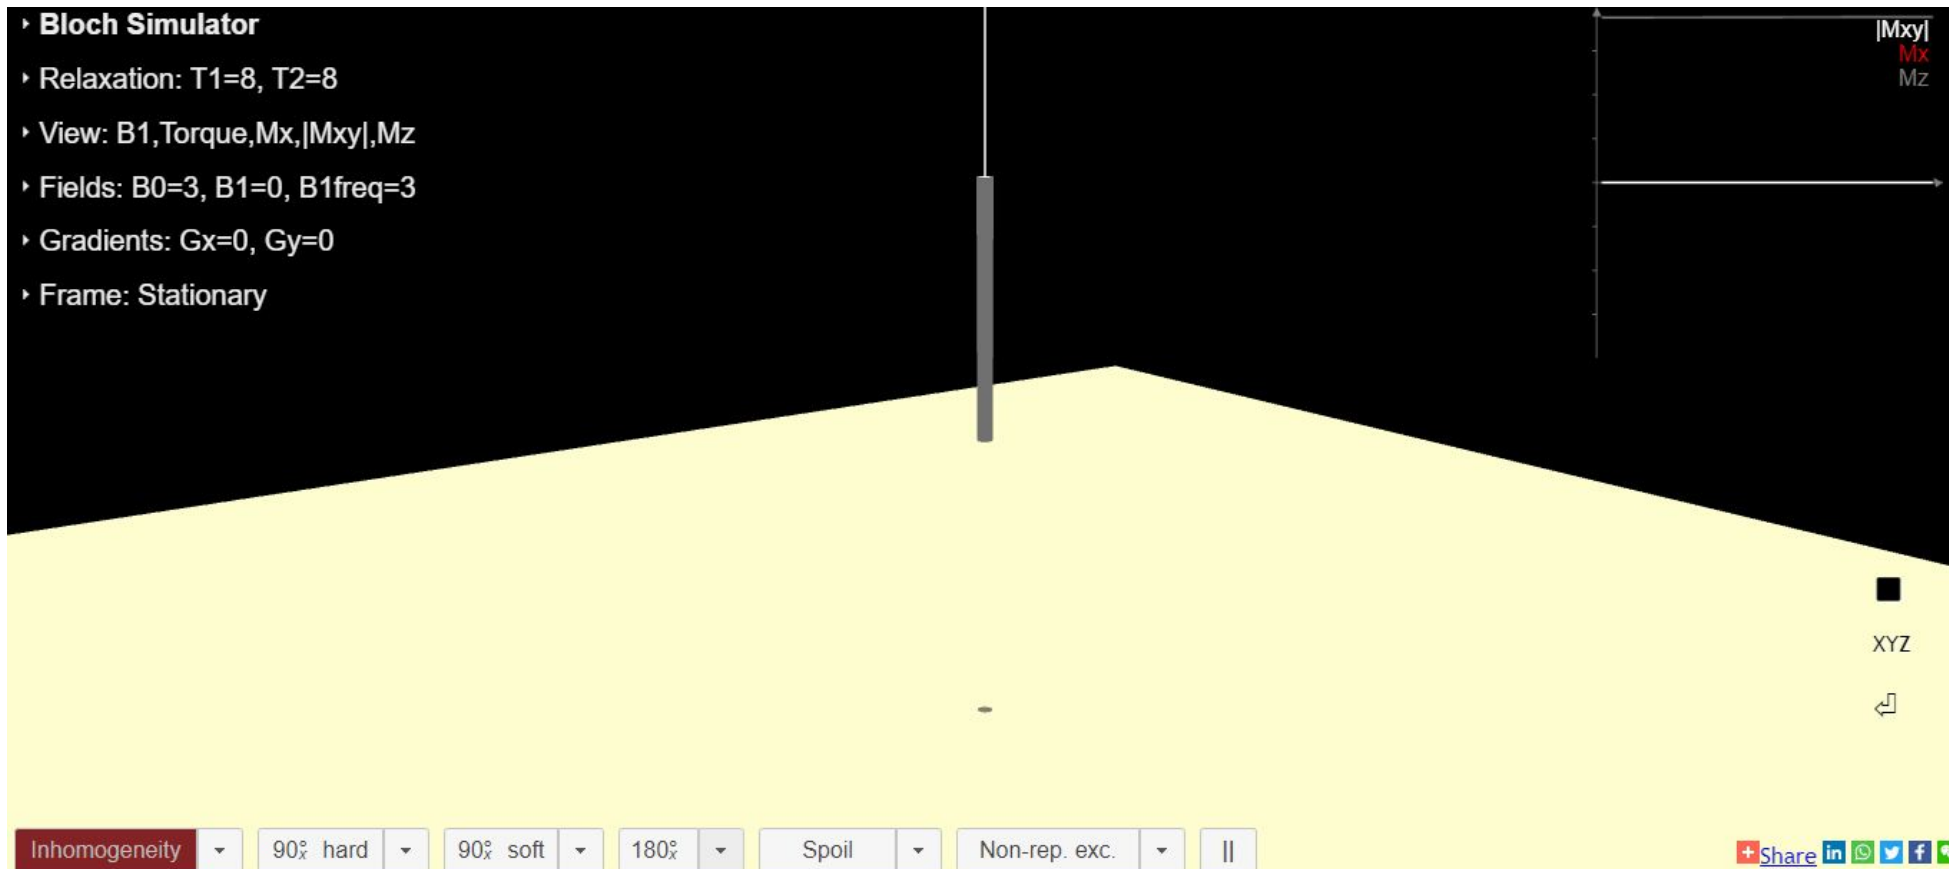 Bloch Simulator
Relaxation: T1=8, T2=8
View: B1,Torque,Mx,|Mxy|,Mz
Fields: B0=3, B1=0, B1freq=3
Gradients: Gx=0, Gy=0
Frame: Stationary
|Mxy|
Mx
Mz
XYZ
Inhomogeneity 90°x hard 90°x soft 180°x Spoil Non-rep. exc. ||
Share